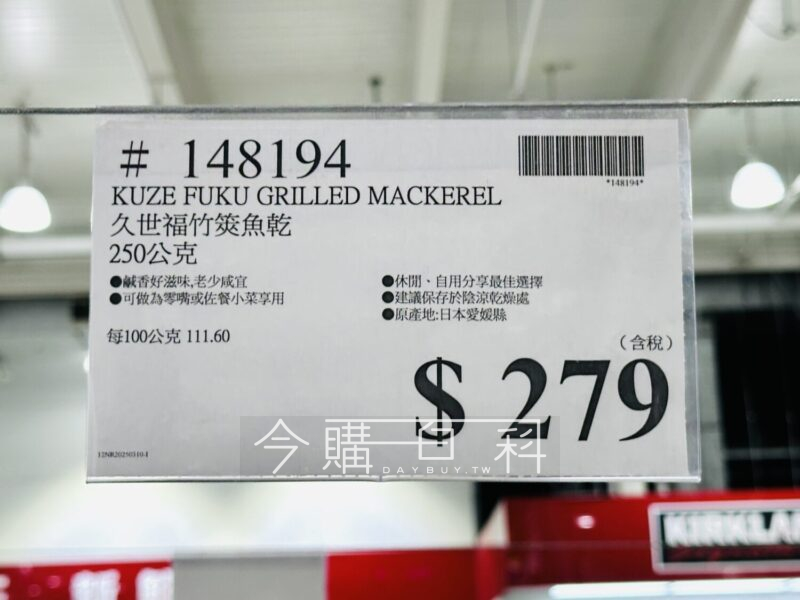 # 148194
*148194*
KUZE FUKU GRILLED MACKEREL
久世福竹筴魚乾
250公克
●鹹香好滋味,老少咸宜
●可做為零嘴或佐餐小菜享用
●休閒、自用分享最佳選擇
●建議保存於陰涼乾燥處
●原產地:日本愛媛縣
每100公克 111.60
(含稅)
$ 279
今購百科
DAYBUY.TW
12NB20250310-I
KIRKLA